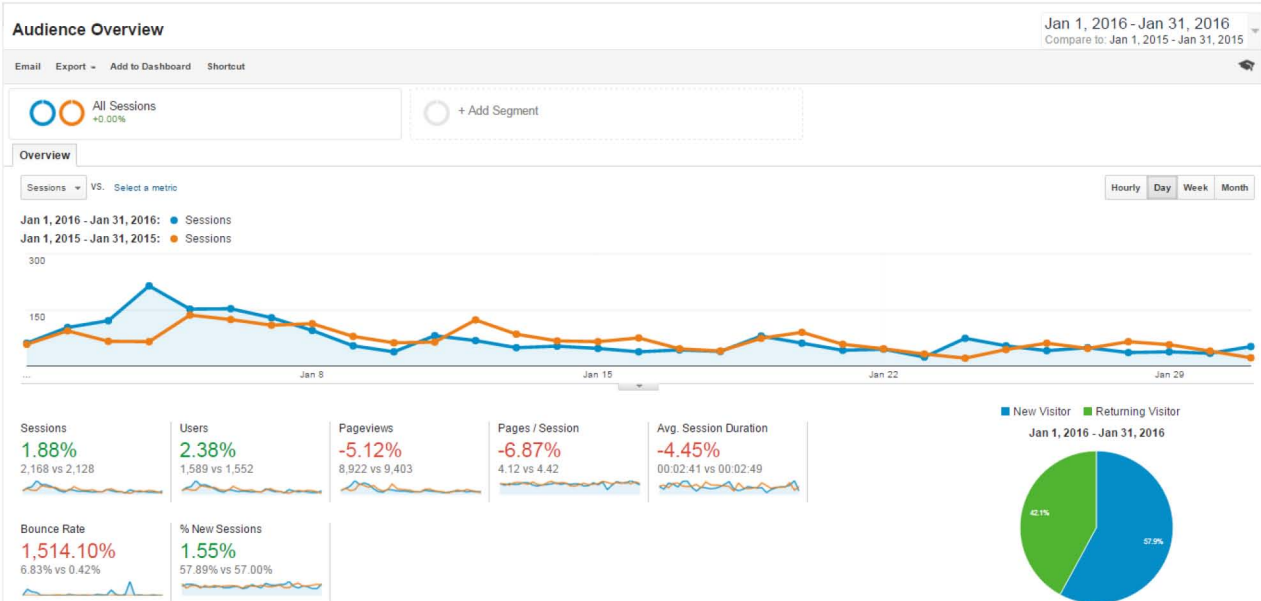 Audience Overview
Jan 1, 2016 - Jan 31, 2016
Compare to: Jan 1, 2015 - Jan 31, 2015
Email Export Add to Dashboard Shortcut
All Sessions
+0.00%
+ Add Segment
Overview
Sessions VS. Select a metric
Hourly Day Week Month
Jan 1, 2016 - Jan 31, 2016: Sessions
Jan 1, 2015 - Jan 31, 2015: Sessions
300
150
... Jan 8 Jan 15 Jan 22 Jan 29
Sessions
1.88%
2,168 vs 2,128
Users
2.38%
1,589 vs 1,552
Pageviews
-5.12%
8,922 vs 9,403
Pages / Session
-6.87%
4.12 vs 4.42
Avg. Session Duration
-4.45%
00:02:41 vs 00:02:49
Bounce Rate
1,514.10%
6.83% vs 0.42%
% New Sessions
1.55%
57.89% vs 57.00%
New Visitor Returning Visitor
Jan 1, 2016 - Jan 31, 2016
42.1%
57.9%